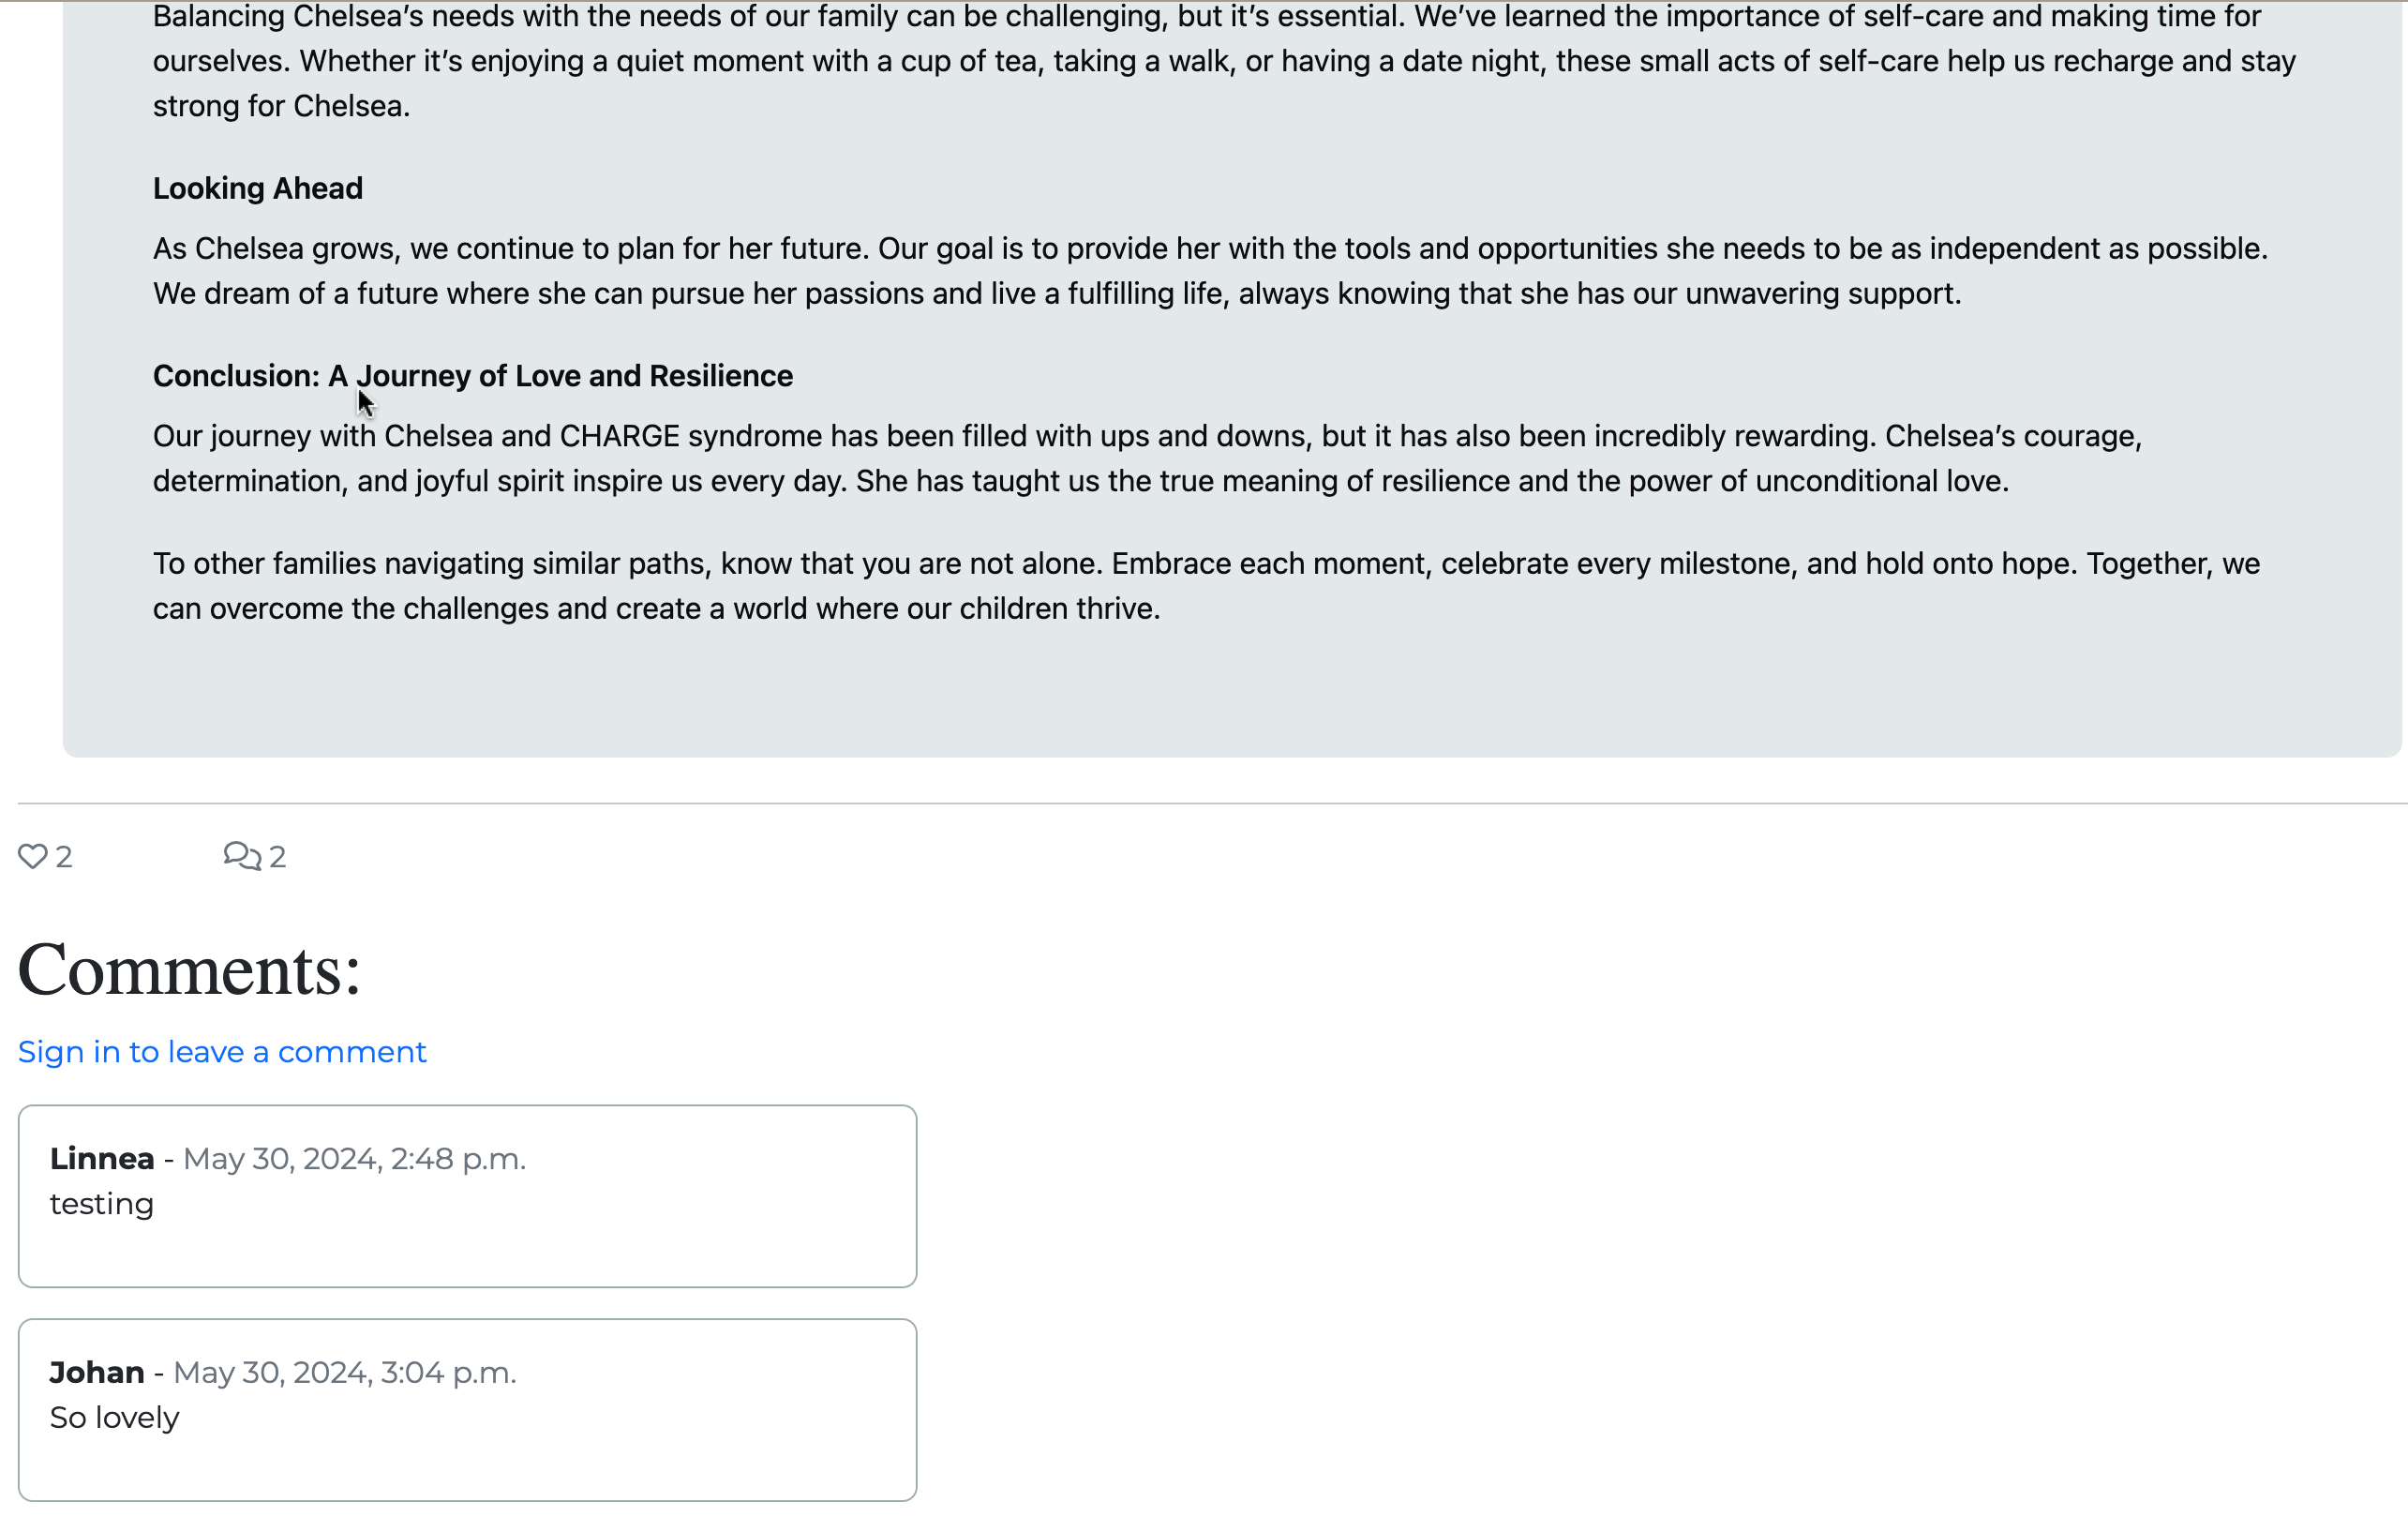 Balancing Chelsea’s needs with the needs of our family can be challenging, but it’s essential. We’ve learned the importance of self-care and making time for
ourselves. Whether it’s enjoying a quiet moment with a cup of tea, taking a walk, or having a date night, these small acts of self-care help us recharge and stay
strong for Chelsea.
Looking Ahead
As Chelsea grows, we continue to plan for her future. Our goal is to provide her with the tools and opportunities she needs to be as independent as possible.
We dream of a future where she can pursue her passions and live a fulfilling life, always knowing that she has our unwavering support.
Conclusion: A Journey of Love and Resilience
Our journey with Chelsea and CHARGE syndrome has been filled with ups and downs, but it has also been incredibly rewarding. Chelsea’s courage,
determination, and joyful spirit inspire us every day. She has taught us the true meaning of resilience and the power of unconditional love.
To other families navigating similar paths, know that you are not alone. Embrace each moment, celebrate every milestone, and hold onto hope. Together, we
can overcome the challenges and create a world where our children thrive.
2 2
Comments:
Sign in to leave a comment
Linnea - May 30, 2024, 2:48 p.m.
testing
Johan - May 30, 2024, 3:04 p.m.
So lovely